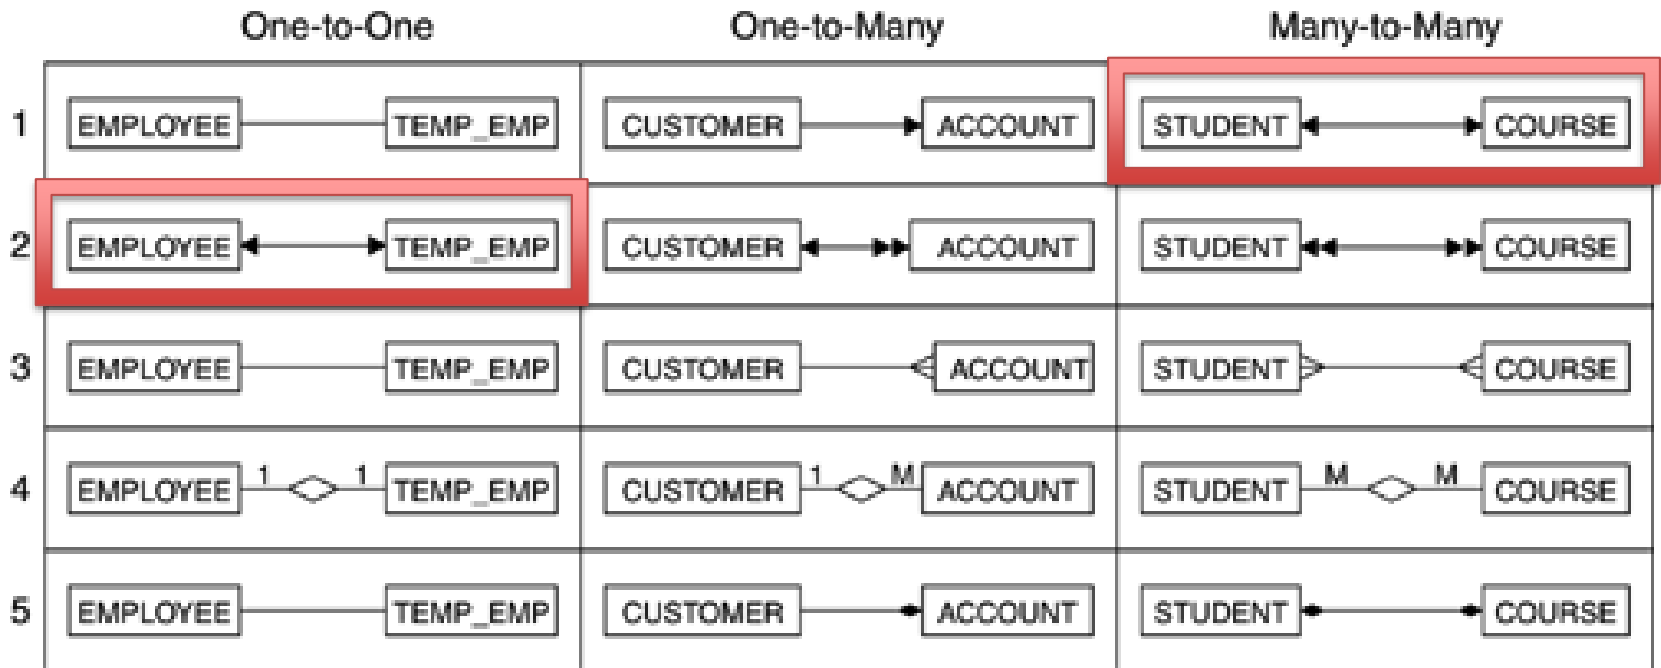 One-to-One One-to-Many Many-to-Many
1 EMPLOYEE TEMP_EMP CUSTOMER ACCOUNT STUDENT COURSE
2 EMPLOYEE TEMP_EMP CUSTOMER ACCOUNT STUDENT COURSE
3 EMPLOYEE TEMP_EMP CUSTOMER ACCOUNT STUDENT COURSE
4 EMPLOYEE 1 1 TEMP_EMP CUSTOMER 1 M ACCOUNT STUDENT M M COURSE
5 EMPLOYEE TEMP_EMP CUSTOMER ACCOUNT STUDENT COURSE